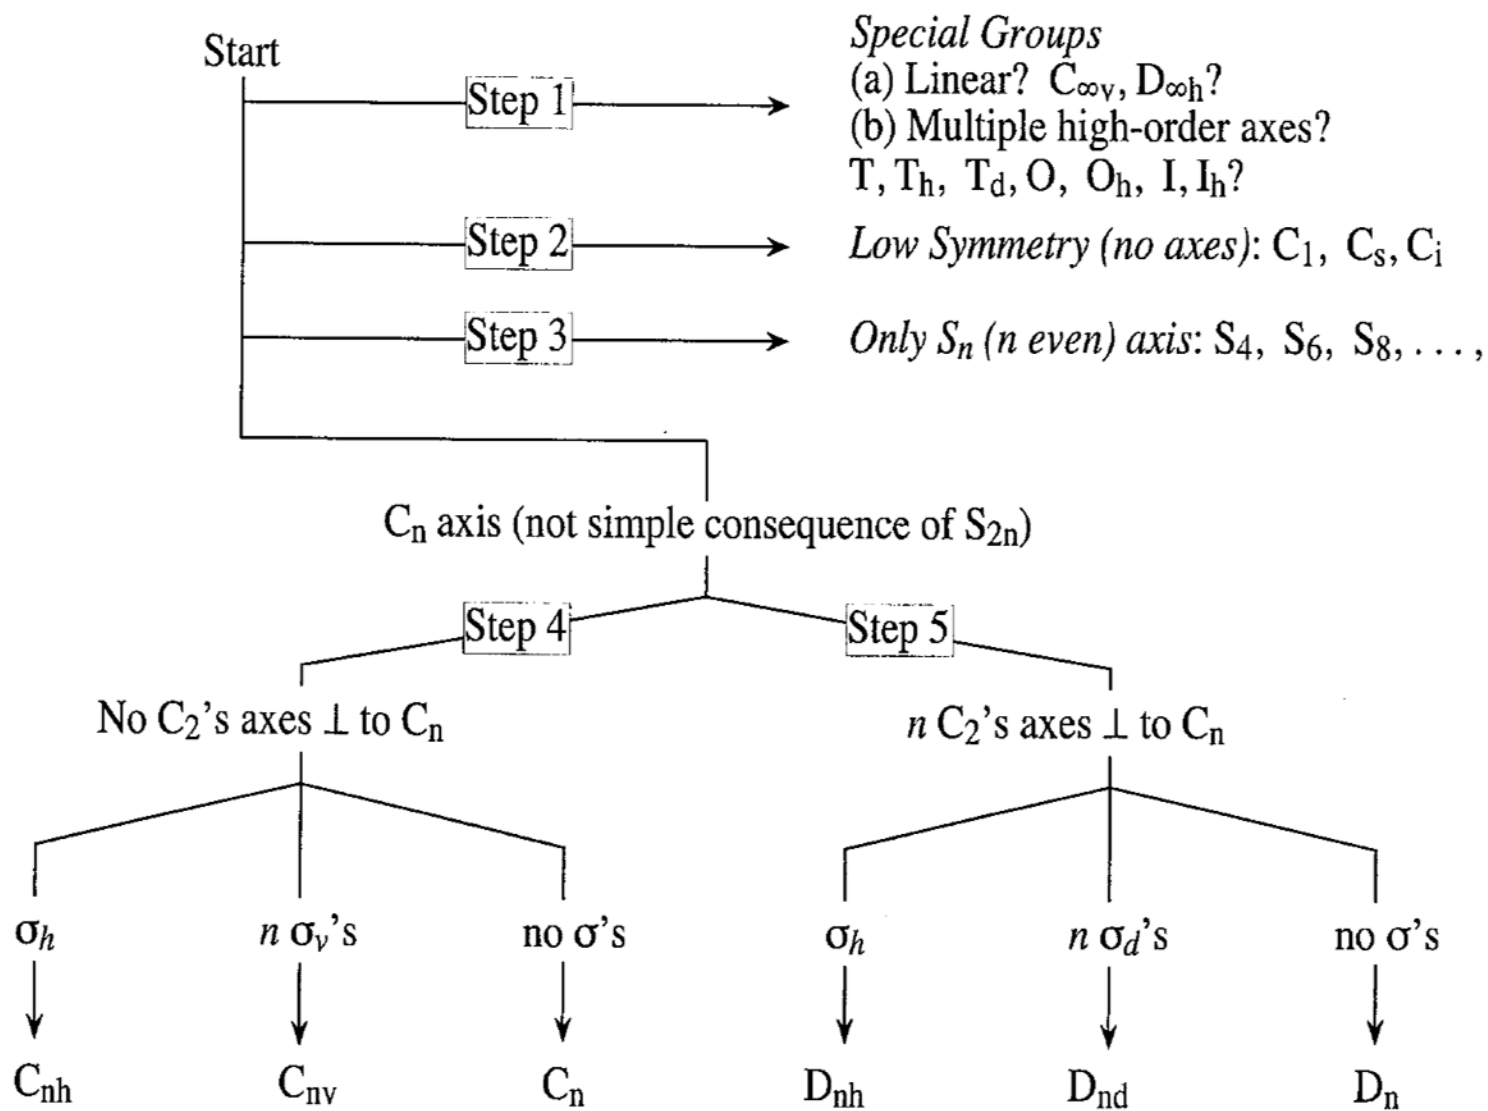 Start
Step 1
Special Groups
(a) Linear? C∞v, D∞h?
(b) Multiple high-order axes?
T, Th, Td, O, Oh, I, Ih?
Step 2
Low Symmetry (no axes): C1, Cs, Ci
Step 3
Only Sn (n even) axis: S4, S6, S8, . . . ,
Cn axis (not simple consequence of S2n)
Step 4
Step 5
No C2’s axes ⊥ to Cn
n C2’s axes ⊥ to Cn
σh
n σv’s
no σ’s
σh
n σd’s
no σ’s
Cnh
Cnv
Cn
Dnh
Dnd
Dn